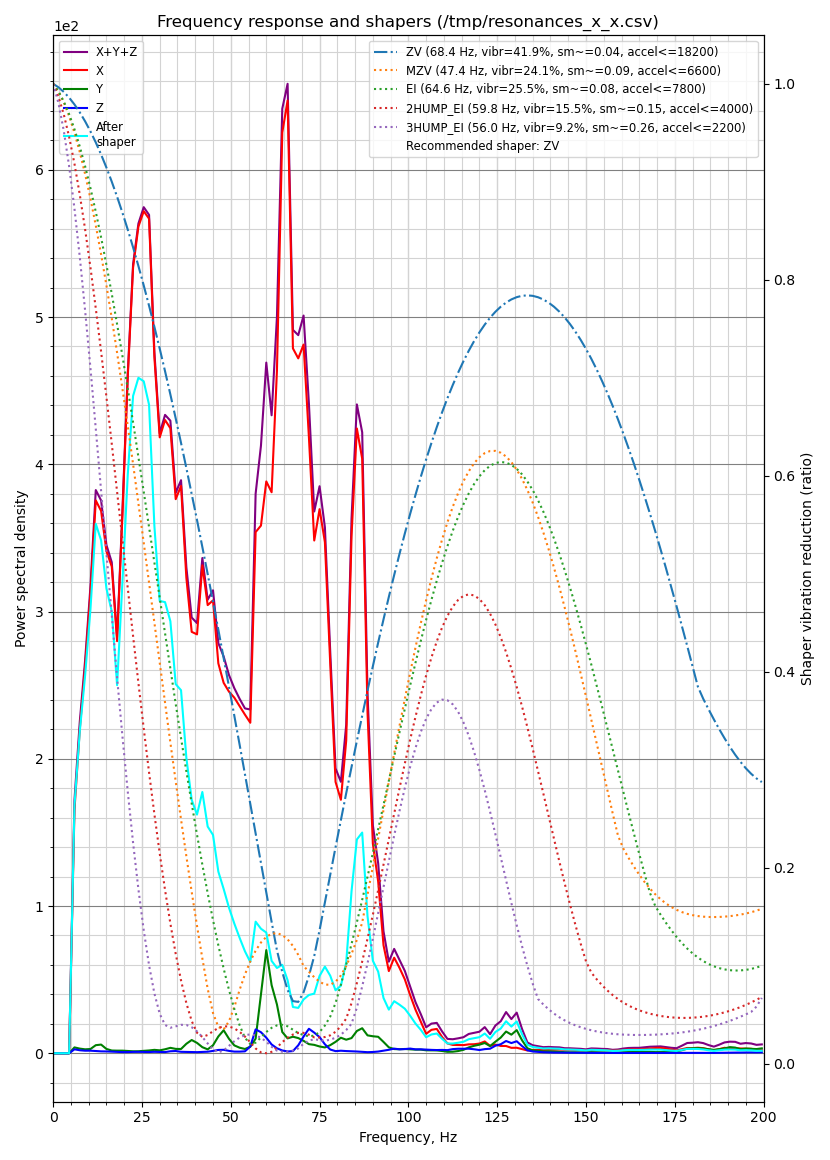 Frequency response and shapers (/tmp/resonances_x_x.csv)
1e2
X+Y+Z
X
Y
Z
After
shaper
ZV (68.4 Hz, vibr=41.9%, sm~=0.04, accel<=18200)
MZV (47.4 Hz, vibr=24.1%, sm~=0.09, accel<=6600)
EI (64.6 Hz, vibr=25.5%, sm~=0.08, accel<=7800)
2HUMP_EI (59.8 Hz, vibr=15.5%, sm~=0.15, accel<=4000)
3HUMP_EI (56.0 Hz, vibr=9.2%, sm~=0.26, accel<=2200)
Recommended shaper: ZV
Power spectral density
6
5
4
3
2
1
0
1.0
0.8
0.6
0.4
0.2
0.0
Shaper vibration reduction (ratio)
0 25 50 75 100 125 150 175 200
Frequency, Hz